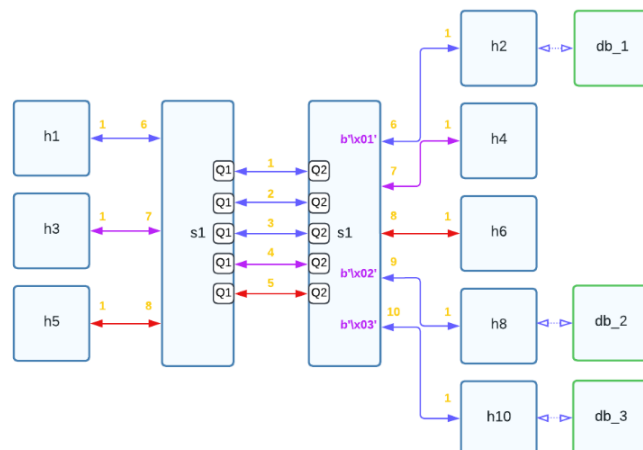 1
h2
db_1
h1
1
6
6
b'\x01'
1
h4
7
Q1
1
Q2
Q1
2
Q2
h3
1
7
s1
Q1
3
Q2
s1
8
1
h6
Q1
4
Q2
b'\x02'
9
Q1
5
Q2
h5
1
8
b'\x03'
10
1
h8
db_2
1
h10
db_3